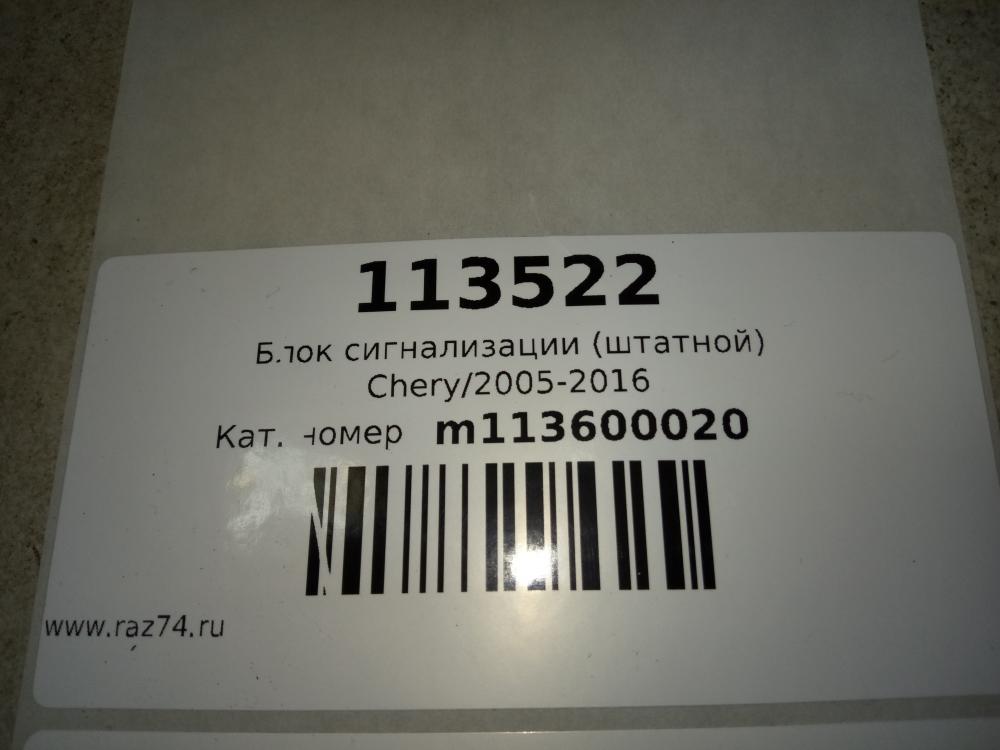 113522
Блок сигнализации (штатной)
Chery/2005-2016
Кат. номер m113600020
www.raz74.ru